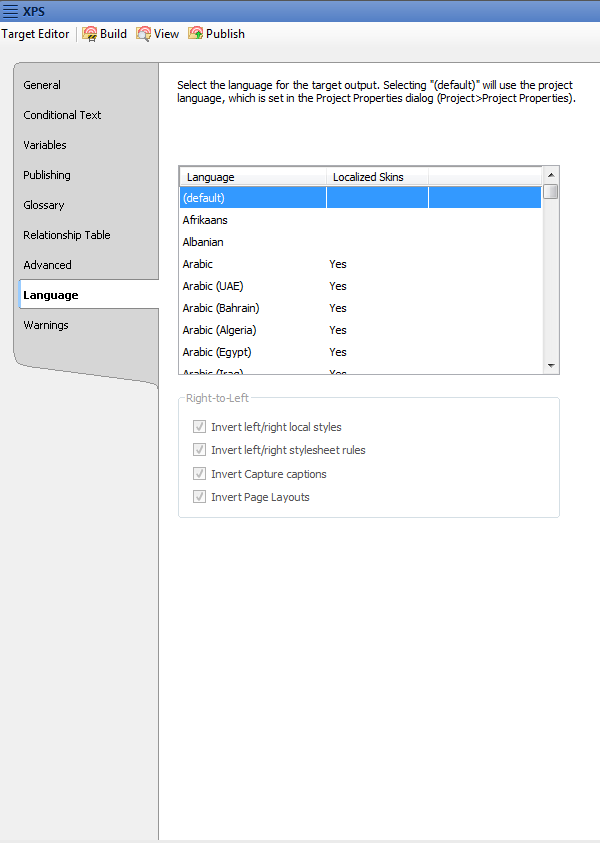 XPS
Target Editor Build View Publish
General
Conditional Text
Variables
Publishing
Glossary
Relationship Table
Advanced
Language
Warnings
Select the language for the target output. Selecting "(default)" will use the project
language, which is set in the Project Properties dialog (Project>Project Properties).
Language Localized Skins
(default)
Afrikaans
Albanian
Arabic Yes
Arabic (UAE) Yes
Arabic (Bahrain) Yes
Arabic (Algeria) Yes
Arabic (Egypt) Yes
Arabic (Iraq) Yes
Right-to-Left
Invert left/right local styles
Invert left/right stylesheet rules
Invert Capture captions
Invert Page Layouts